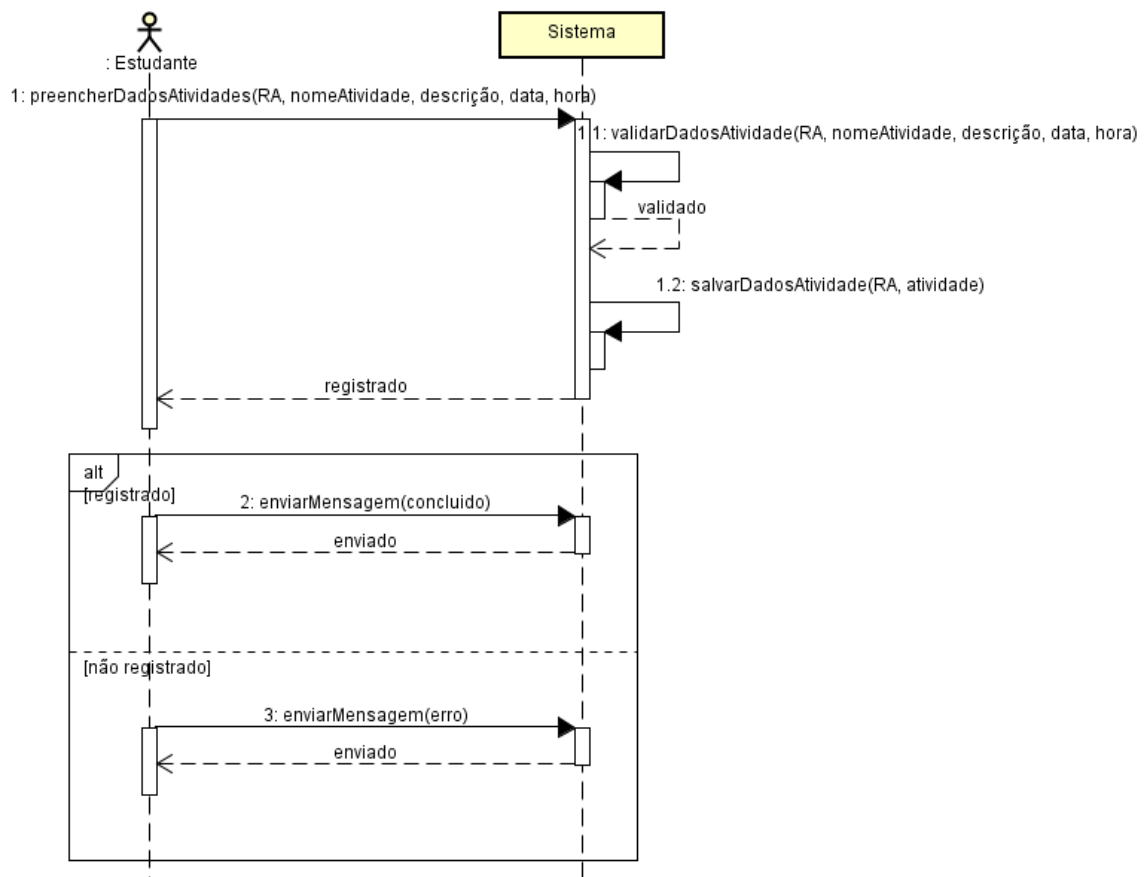 : Estudante
Sistema
1: preencherDadosAtividades(RA, nomeAtividade, descrição, data, hora)
1.1: validarDadosAtividade(RA, nomeAtividade, descrição, data, hora)
validado
1.2: salvarDadosAtividade(RA, atividade)
registrado
alt
[registrado]
2: enviarMensagem(concluido)
enviado
[não registrado]
3: enviarMensagem(erro)
enviado